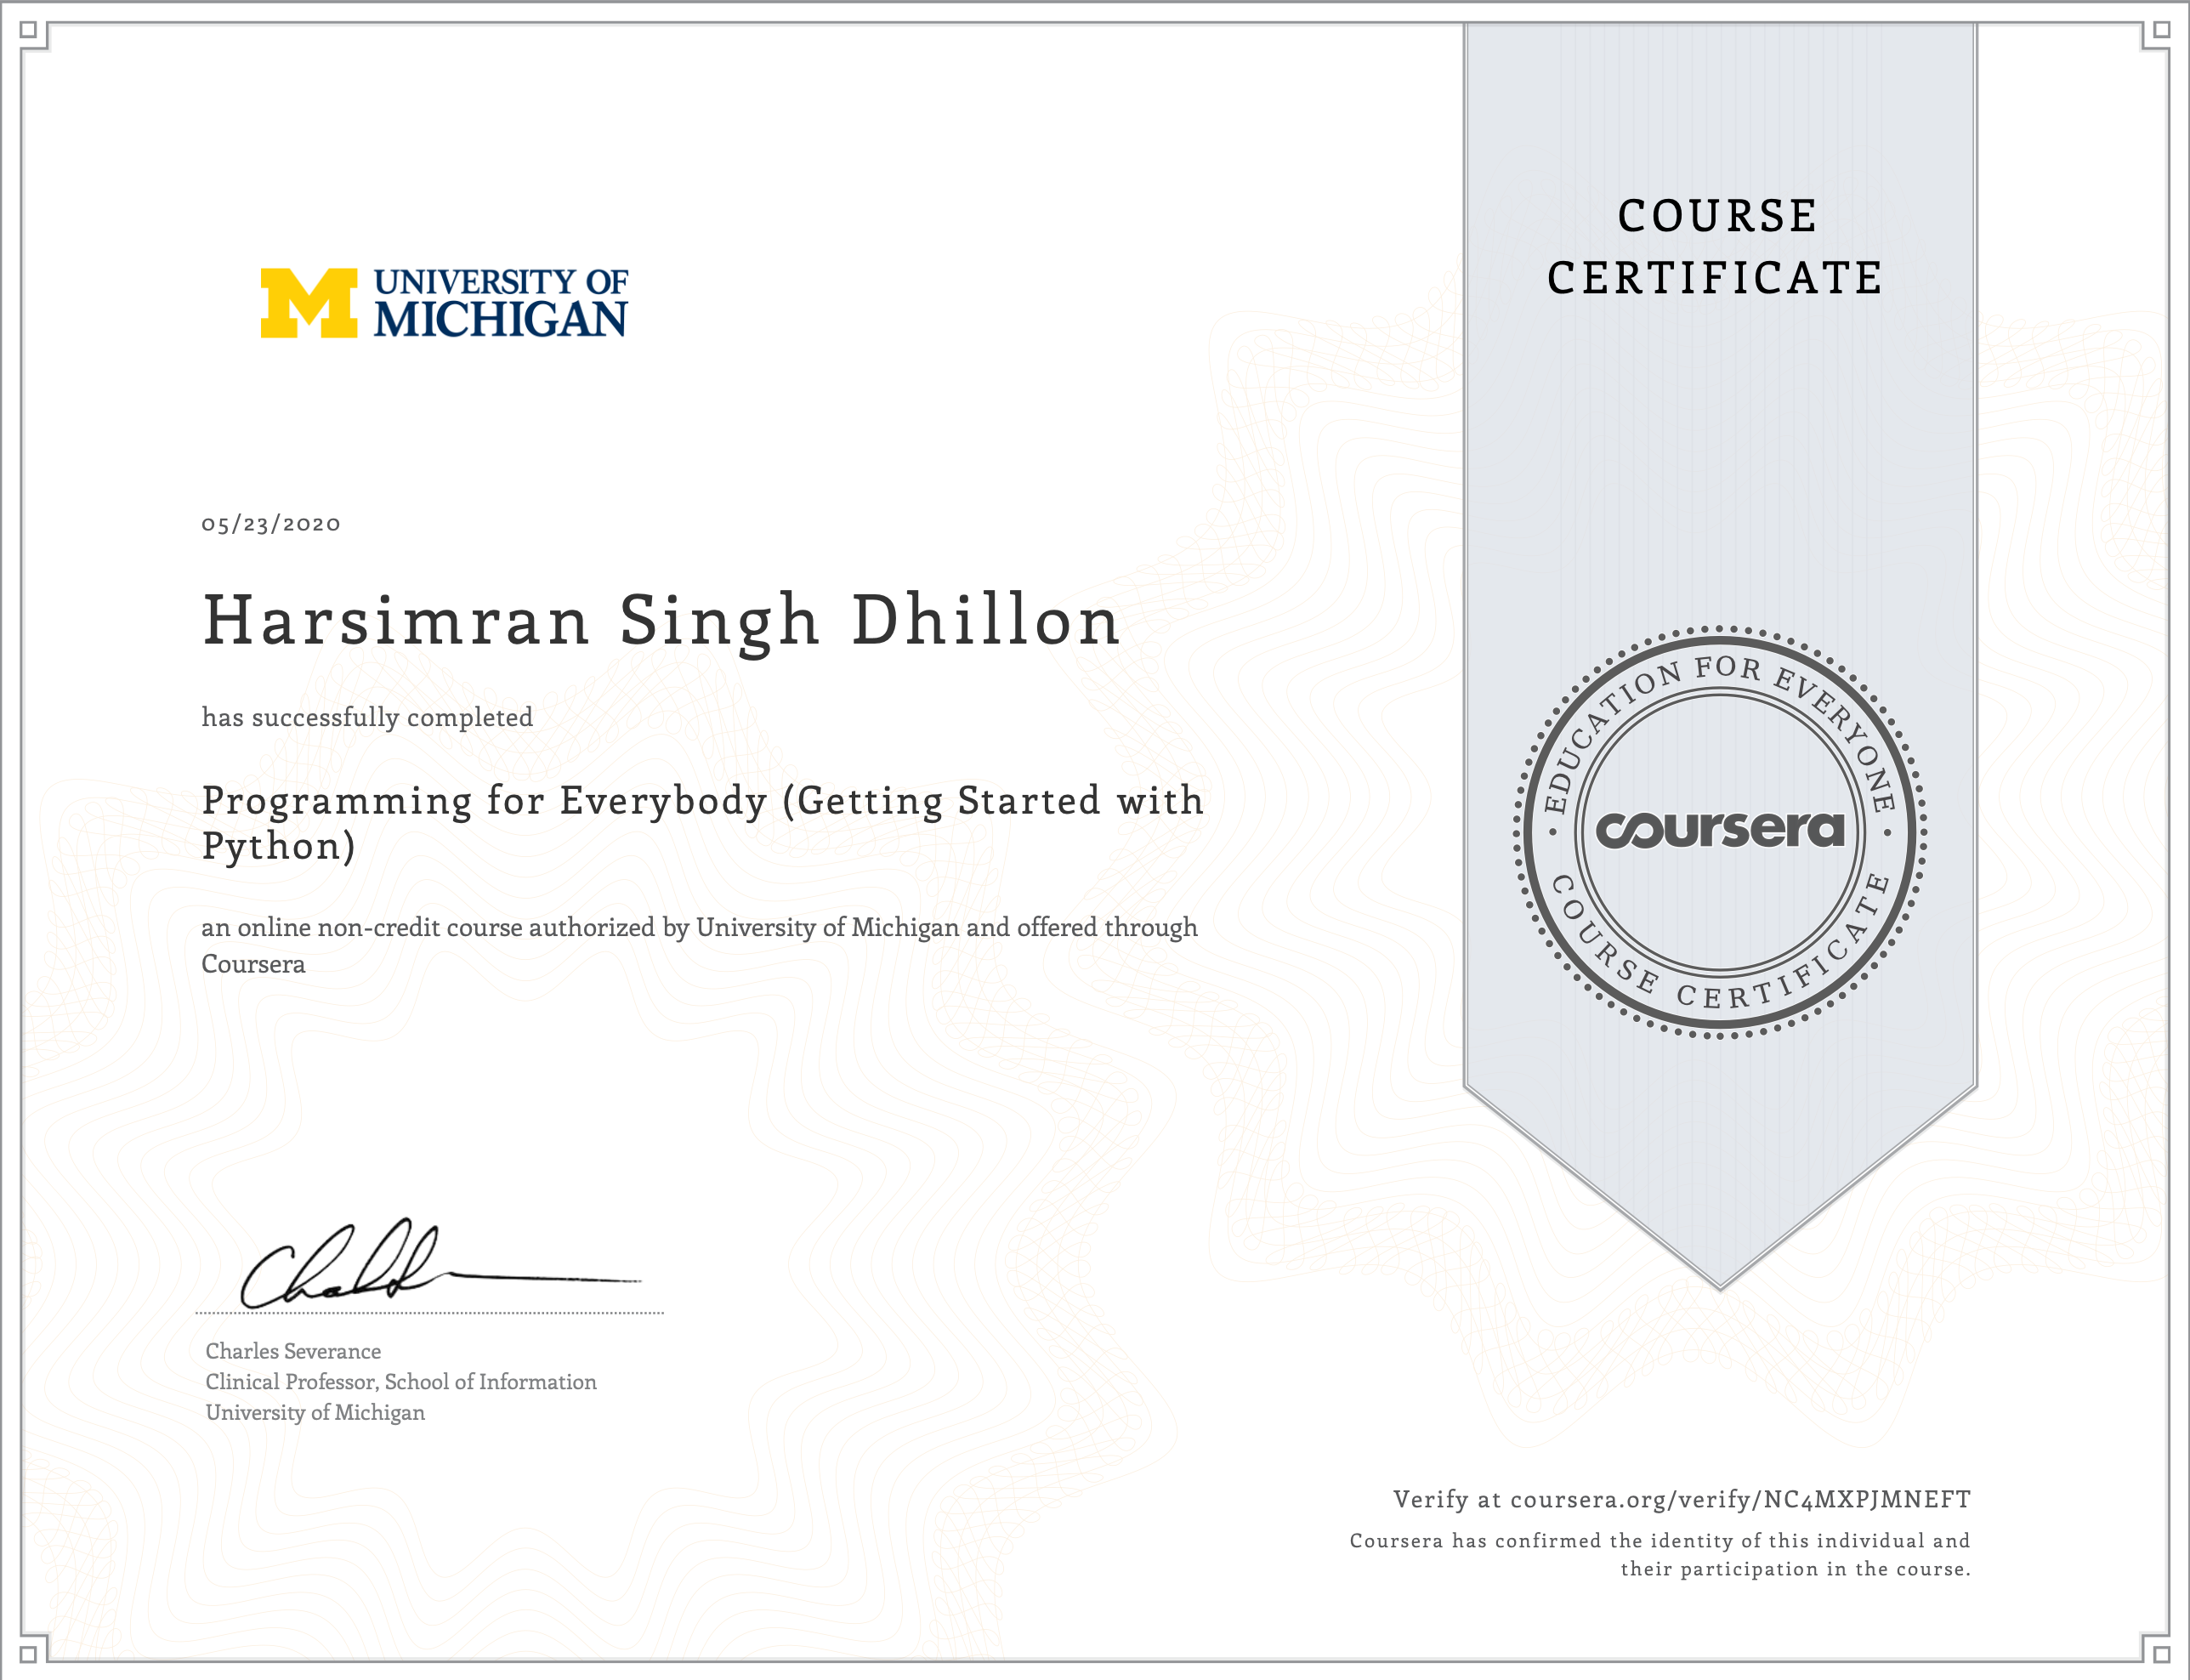 UNIVERSITY OF
MICHIGAN
05/23/2020
Harsimran Singh Dhillon
has successfully completed
Programming for Everybody (Getting Started with
Python)
an online non-credit course authorized by University of Michigan and offered through
Coursera
Charles Severance
Clinical Professor, School of Information
University of Michigan
COURSE
CERTIFICATE
EDUCATION FOR EVERYONE
coursera
COURSE CERTIFICATE
Verify at coursera.org/verify/NC4MXPJMNEFT
Coursera has confirmed the identity of this individual and
their participation in the course.